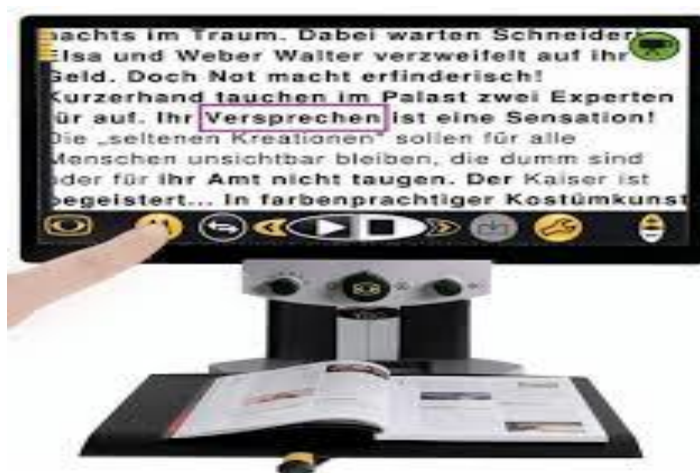 nachts im Traum. Dabei warten Schneider
Elsa und Weber Walter verzweifelt auf ihr
Geld. Doch Not macht erfinderisch!
Kurzerhand tauchen im Palast zwei Experten
für auf. Ihr Versprechen ist eine Sensation!
Die „seltenen Kreationen" sollen für alle
Menschen unsichtbar bleiben, die dumm sind
oder für ihr Amt nicht taugen. Der Kaiser ist
begeistert... In farbenprächtiger Kostümkunst